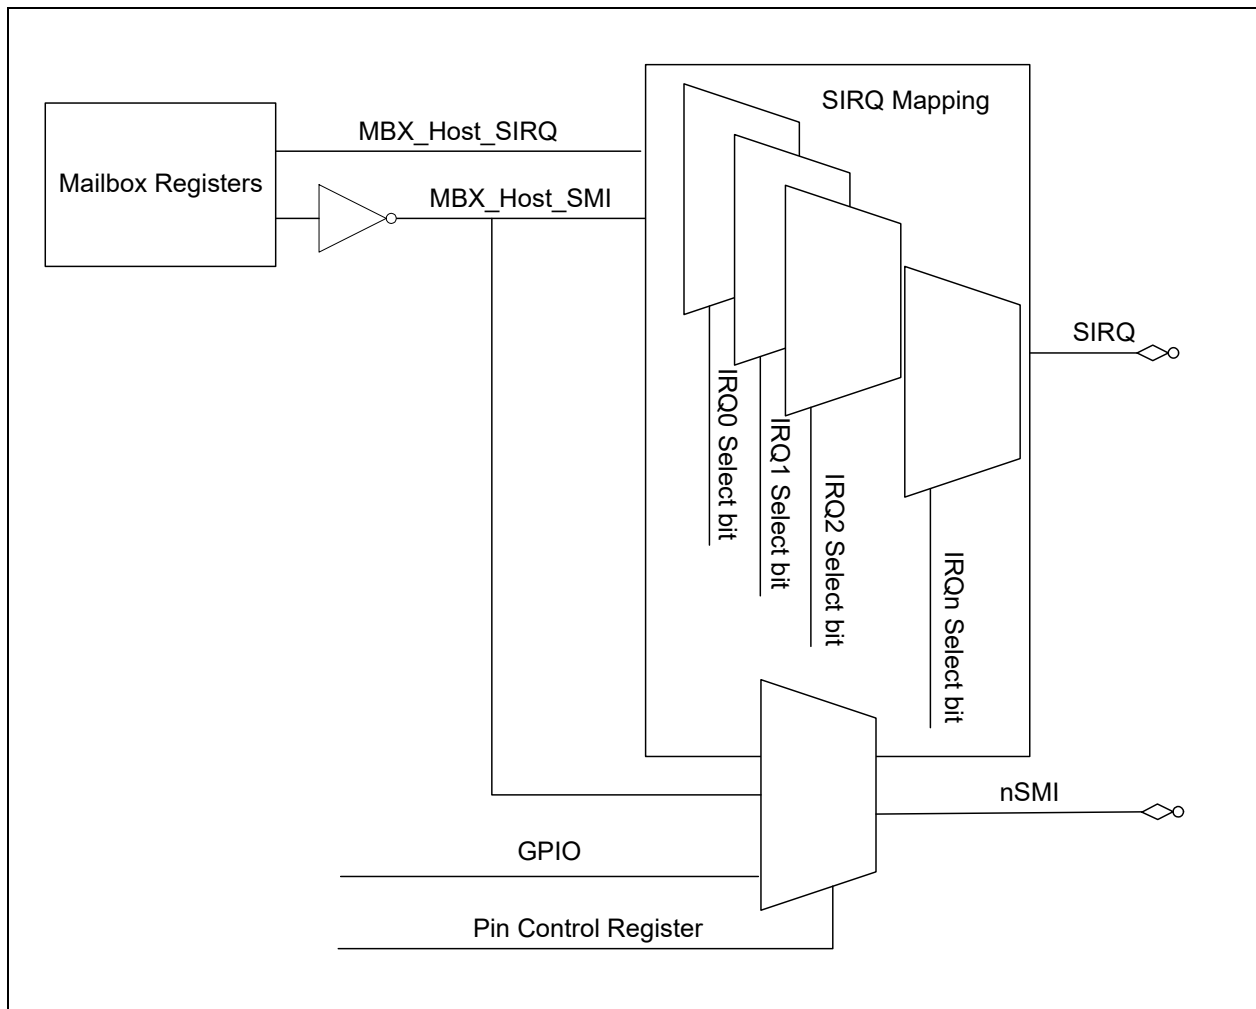 SIRQ Mapping
MBX_Host_SIRQ
Mailbox Registers
MBX_Host_SMI
SIRQ
IRQ0 Select bit
IRQ1 Select bit
IRQ2 Select bit
IRQn Select bit
nSMI
GPIO
Pin Control Register